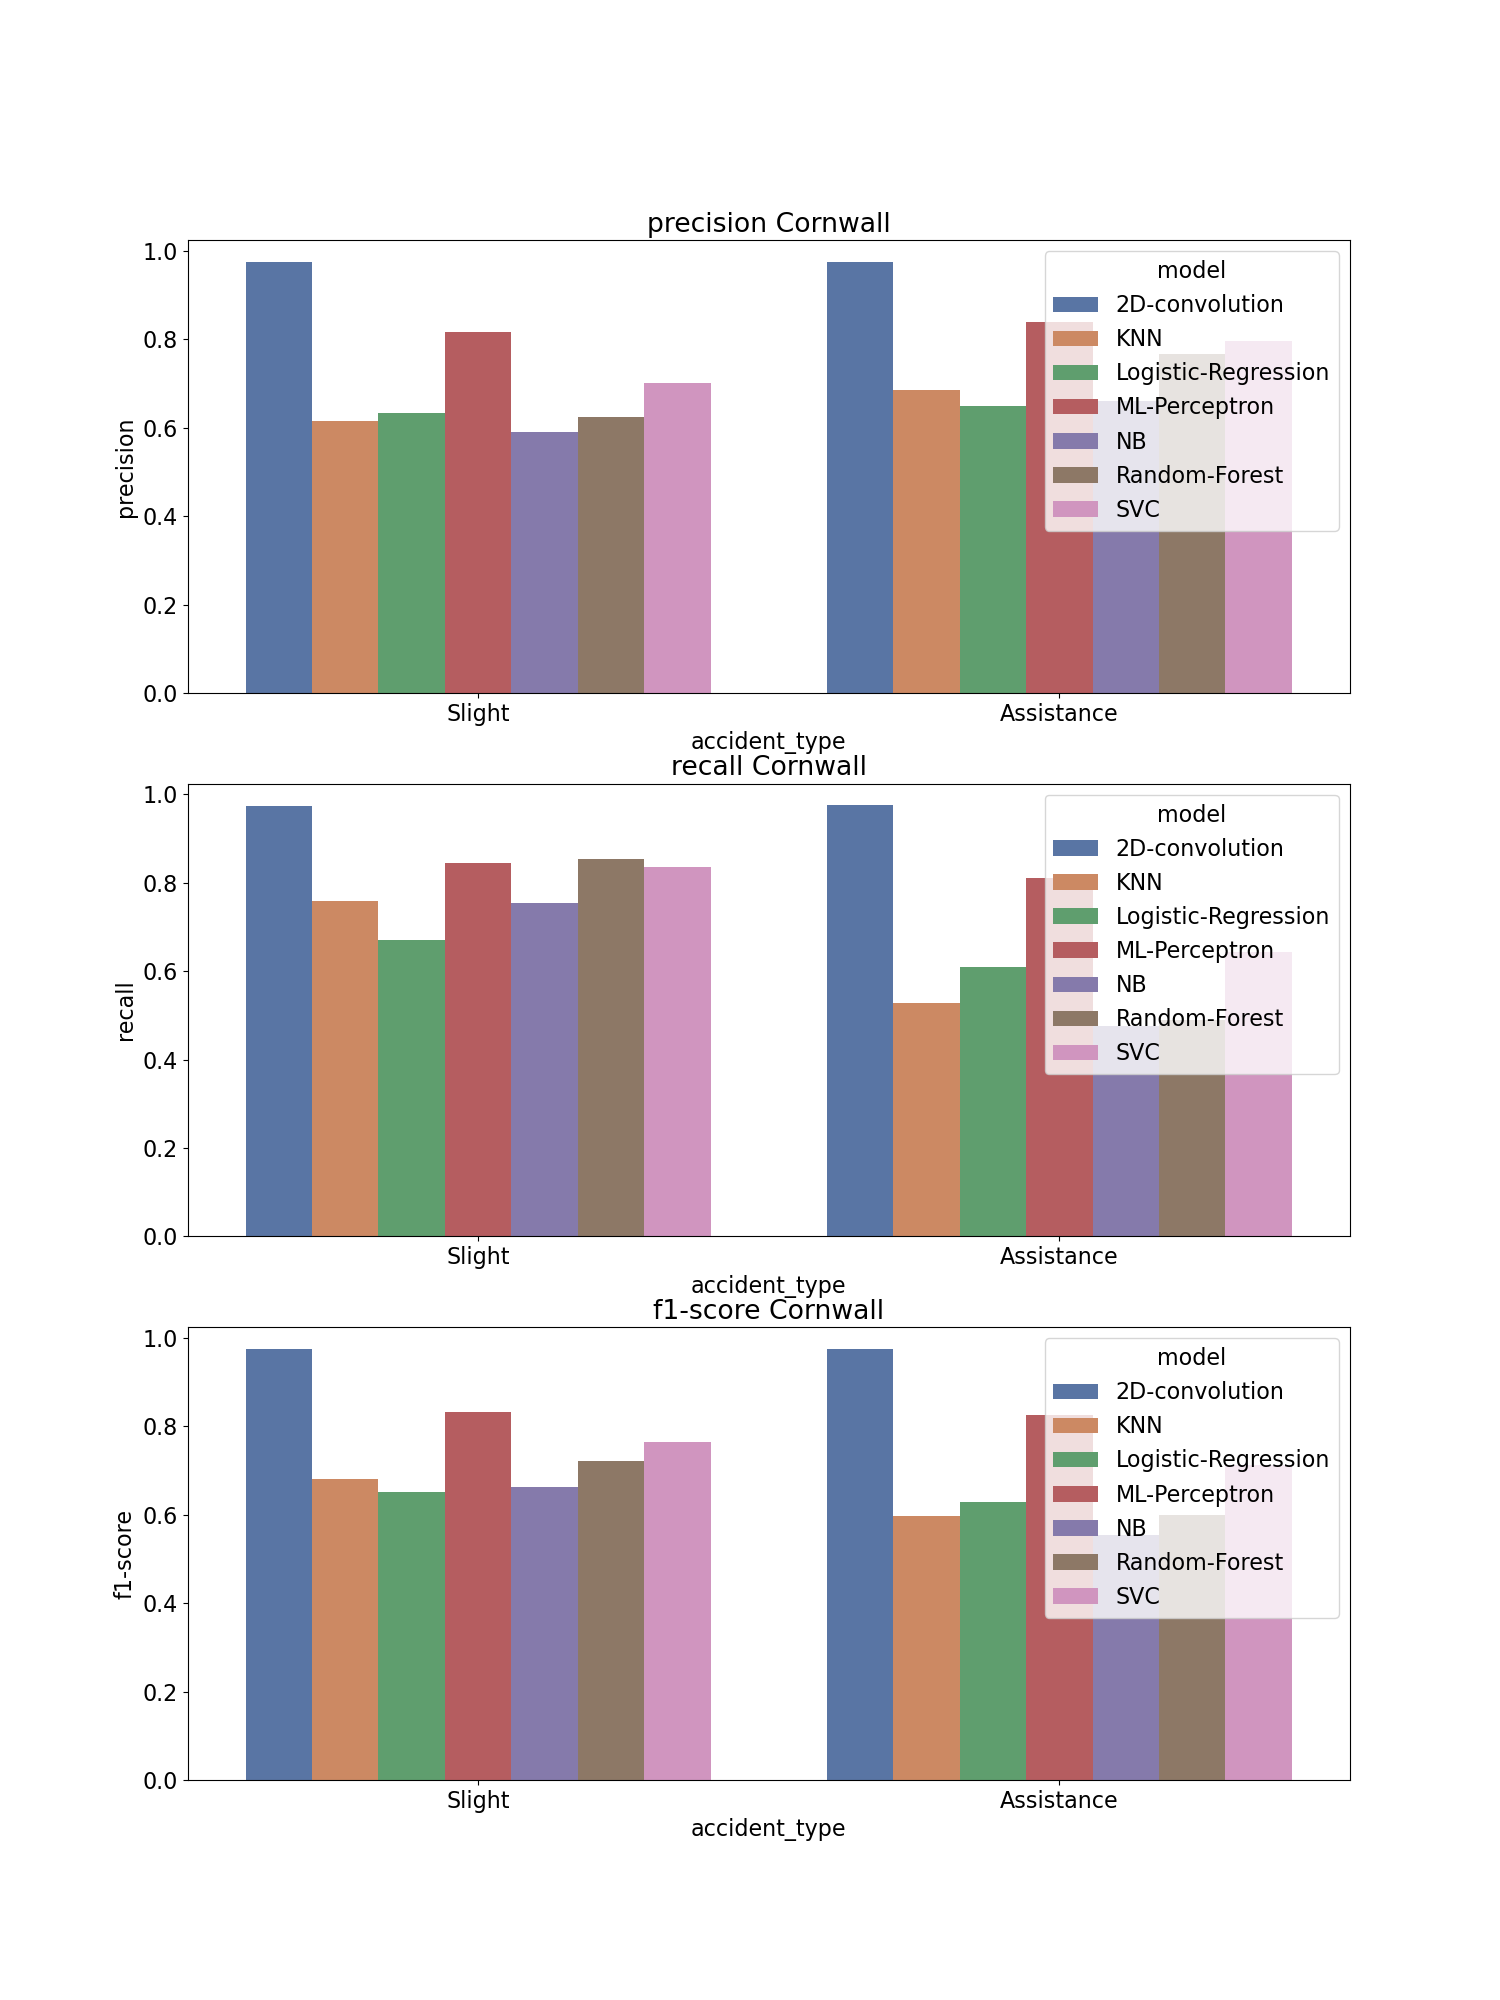 precision Cornwall
precision
1.0
0.8
0.6
0.4
0.2
0.0
model
2D-convolution
KNN
Logistic-Regression
ML-Perceptron
NB
Random-Forest
SVC
Slight Assistance
accident_type
recall Cornwall
recall
1.0
0.8
0.6
0.4
0.2
0.0
model
2D-convolution
KNN
Logistic-Regression
ML-Perceptron
NB
Random-Forest
SVC
Slight Assistance
accident_type
f1-score Cornwall
f1-score
1.0
0.8
0.6
0.4
0.2
0.0
model
2D-convolution
KNN
Logistic-Regression
ML-Perceptron
NB
Random-Forest
SVC
Slight Assistance
accident_type